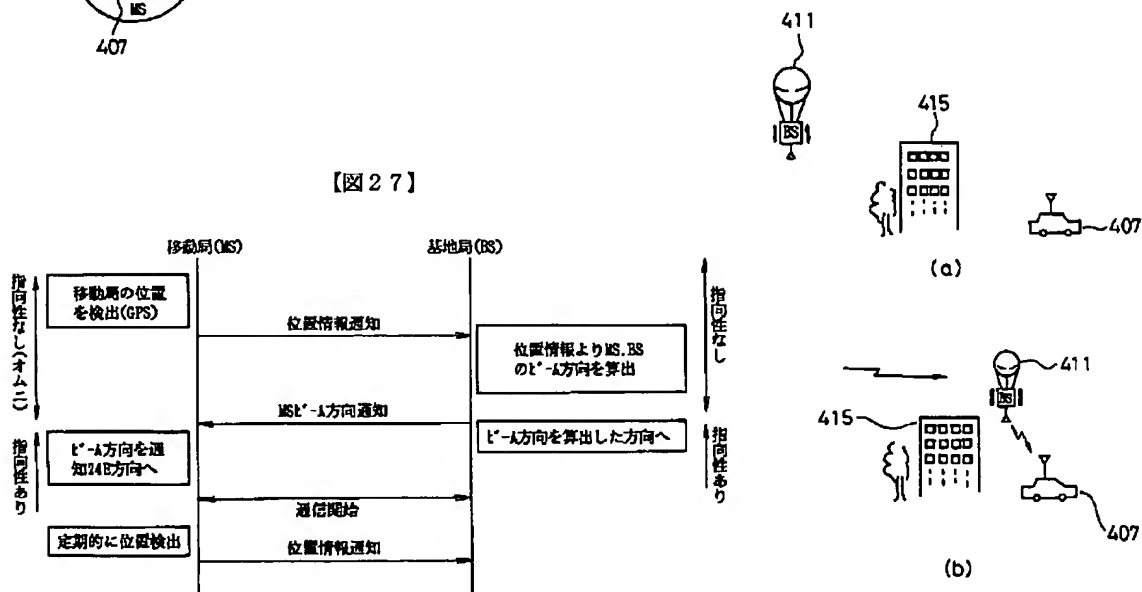 MS
407
【図27】
移動局(MS)
基地局(BS)
指向性なし(オムニ)
移動局の位置
を検出(GPS)
位置情報通知
位置情報よりMS.BS
のビーム方向を算出
指向性なし
MSビーム方向通知
ビーム方向を算出した方向へ
指向性あり
ビーム方向を通
方向へ
指向性あり
通信開始
定期的に位置検出
位置情報通知
411
BS
415
407
(a)
411
BS
415
407
(b)